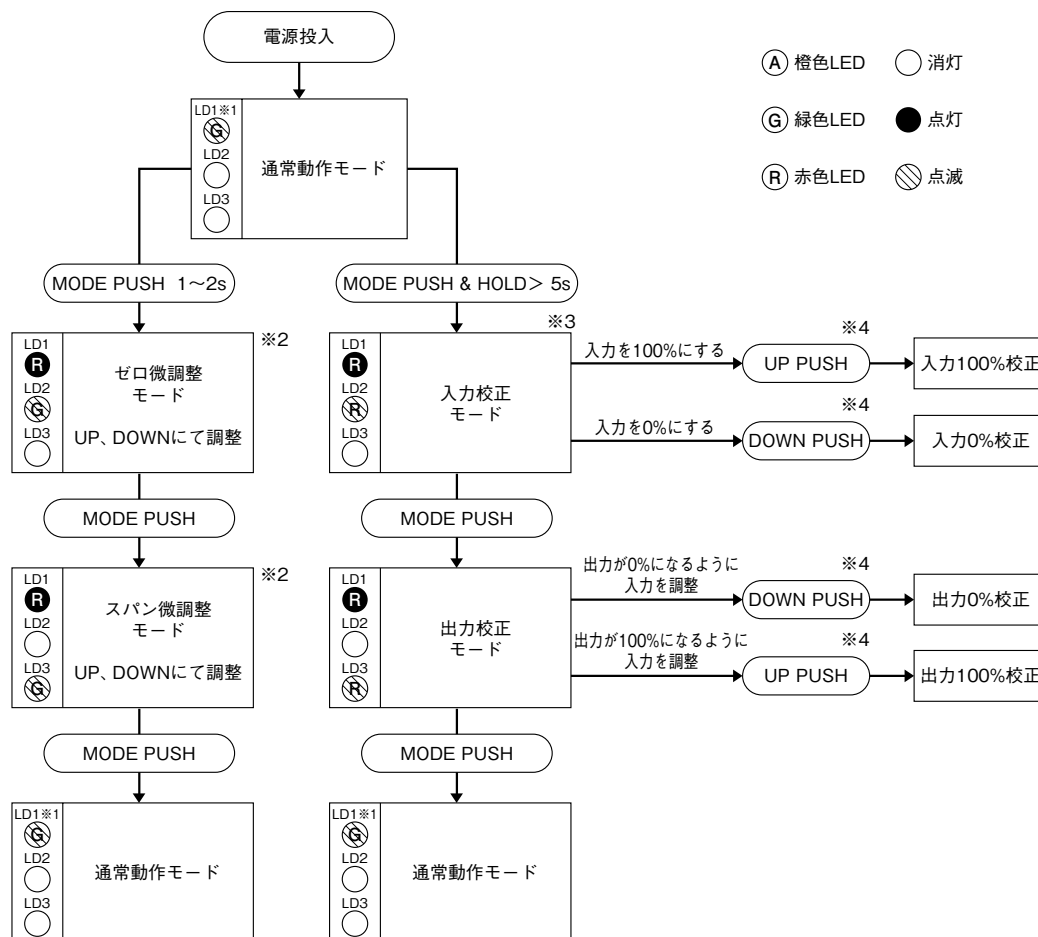 電源投入
A 橙色LED 消灯
G 緑色LED 点灯
R 赤色LED 点滅
LD1※1
G
LD2
LD3
通常動作モード
MODE PUSH 1～2s
MODE PUSH & HOLD＞ 5s
LD1
R
LD2
G
LD3
ゼロ微調整
モード
UP、DOWNにて調整
※2
MODE PUSH
LD1
R
LD2
LD3
G
スパン微調整
モード
UP、DOWNにて調整
※2
MODE PUSH
LD1※1
G
LD2
LD3
通常動作モード
※3
LD1
R
LD2
R
LD3
入力校正
モード
入力を100%にする
※4
UP PUSH
入力100%校正
入力を0%にする
※4
DOWN PUSH
入力0%校正
MODE PUSH
LD1
R
LD2
LD3
R
出力校正
モード
出力が0%になるように
入力を調整
※4
DOWN PUSH
出力0%校正
出力が100%になるように
入力を調整
※4
UP PUSH
出力100%校正
MODE PUSH
LD1※1
G
LD2
LD3
通常動作モード